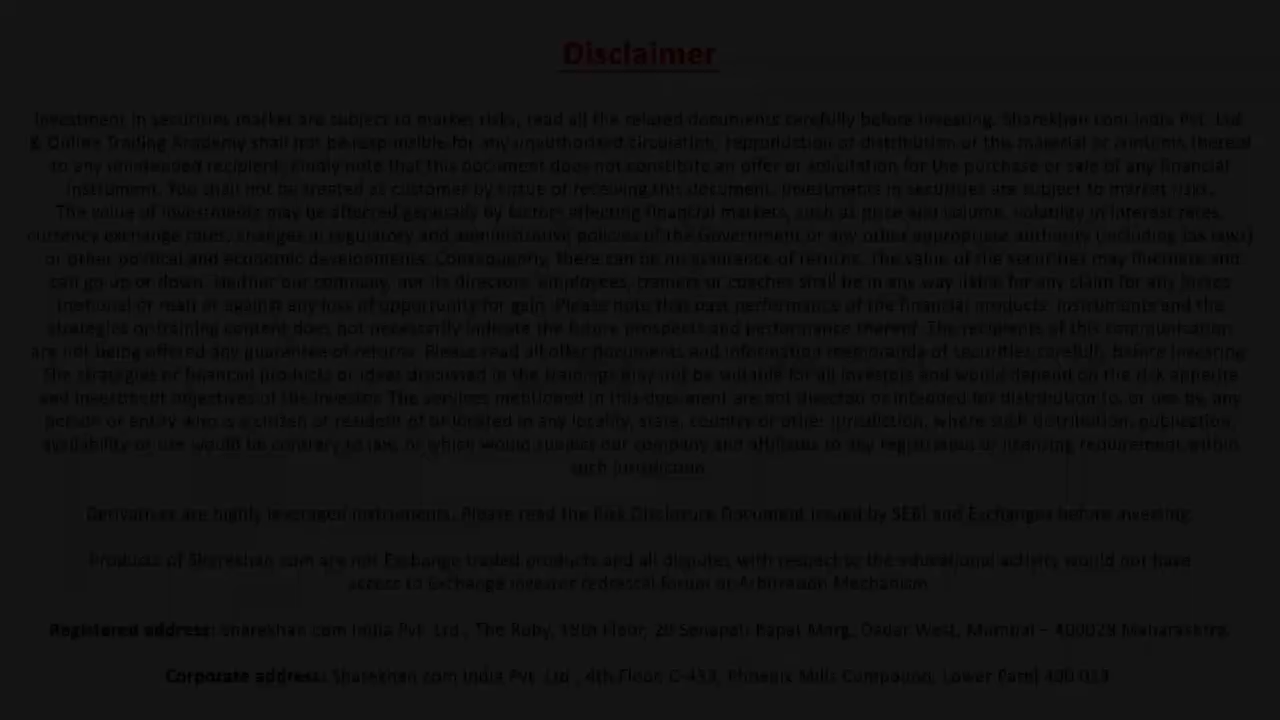 Disclaimer
Investment in securities market are subject to market risks, read all the related documents carefully before investing. Sharekhan.com India Pvt. Ltd
& Online Trading Academy shall not be responsible for any unauthorized circulation, reproduction or distribution of this material or contents thereof
to any unintended recipient. Kindly note that this document does not constitute an offer or solicitation for the purchase or sale of any financial
instrument. You shall not be treated as customer by virtue of receiving this document. Investments in securities are subject to market risks.
The value of investments may be affected generally by factors affecting financial markets, such as price and volume, volatility in interest rates,
currency exchange rates, changes in regulatory and administrative policies of the Government or any other appropriate authority (including tax laws)
or other political and economic developments. Consequently, there can be no assurance of returns. The value of the securities may fluctuate and
can go up or down. Neither our company, nor its directors, employees, trainers or coaches shall be in any way liable for any claim for any losses
(notional or real) or against any loss of opportunity for gain. Please note that past performance of the financial products, instruments and the
strategies or training content does not necessarily indicate the future prospects and performance thereof. The recipients of this communication
are not being offered any guarantee of returns. Please read all offer documents and information memoranda of securities carefully before investing.
The strategies or financial products or ideas discussed in the trainings may not be suitable for all investors and would depend on the risk appetite
and investment objectives of the investor. The services mentioned in this document are not directed or intended for distribution to, or use by, any
person or entity who is a citizen or resident of or located in any locality, state, country or other jurisdiction, where such distribution, publication,
availability or use would be contrary to law or which would subject our company and affiliates to any registration or licensing requirement within
such jurisdiction.
Derivatives are highly leveraged instruments. Please read the Risk Disclosure Document issued by SEBI and Exchanges before investing.
Products of Sharekhan.com are not Exchange traded products and all disputes with respect to the educational activity would not have
access to Exchange investor redressal forum or Arbitration Mechanism.
Registered address: Sharekhan.com India Pvt. Ltd., The Ruby, 18th Floor, 29 Senapati Bapat Marg, Dadar West, Mumbai – 400028 Maharashtra
Corporate address: Sharekhan.com India Pvt. Ltd., 4th Floor, C-433, Phoenix Mills Compound, Lower Parel 400 013